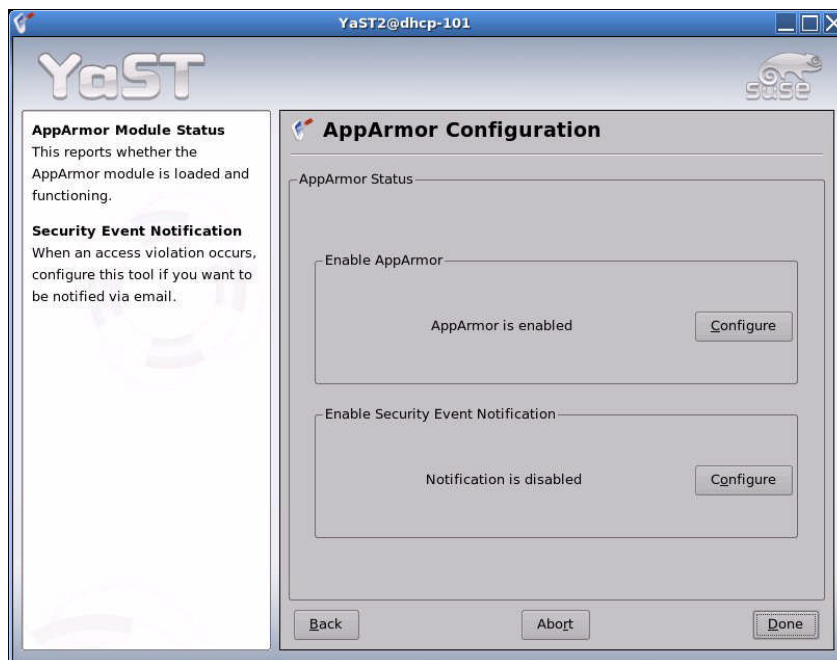 YaST2@dhcp-101
YaST
suse
AppArmor Module Status
This reports whether the
AppArmor module is loaded and
functioning.
Security Event Notification
When an access violation occurs,
configure this tool if you want to
be notified via email.
AppArmor Configuration
AppArmor Status
Enable AppArmor
AppArmor is enabled
Configure
Enable Security Event Notification
Notification is disabled
Configure
Back
Abort
Done